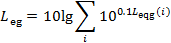 L_eg = 10lg∑_i 10^{0.1L_eqg(i)}